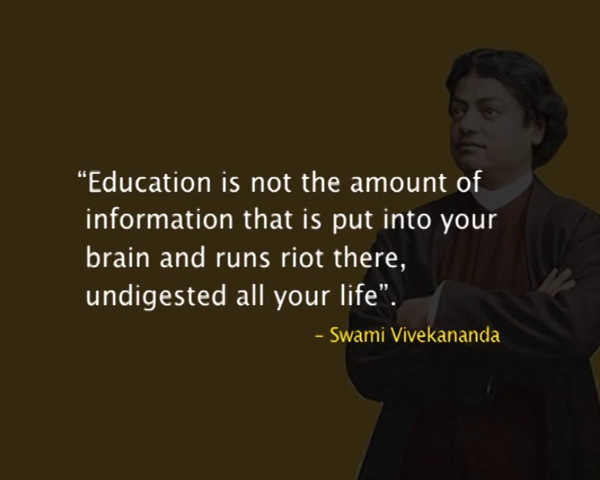 “Education is not the amount of
information that is put into your
brain and runs riot there,
undigested all your life”.
– Swami Vivekananda